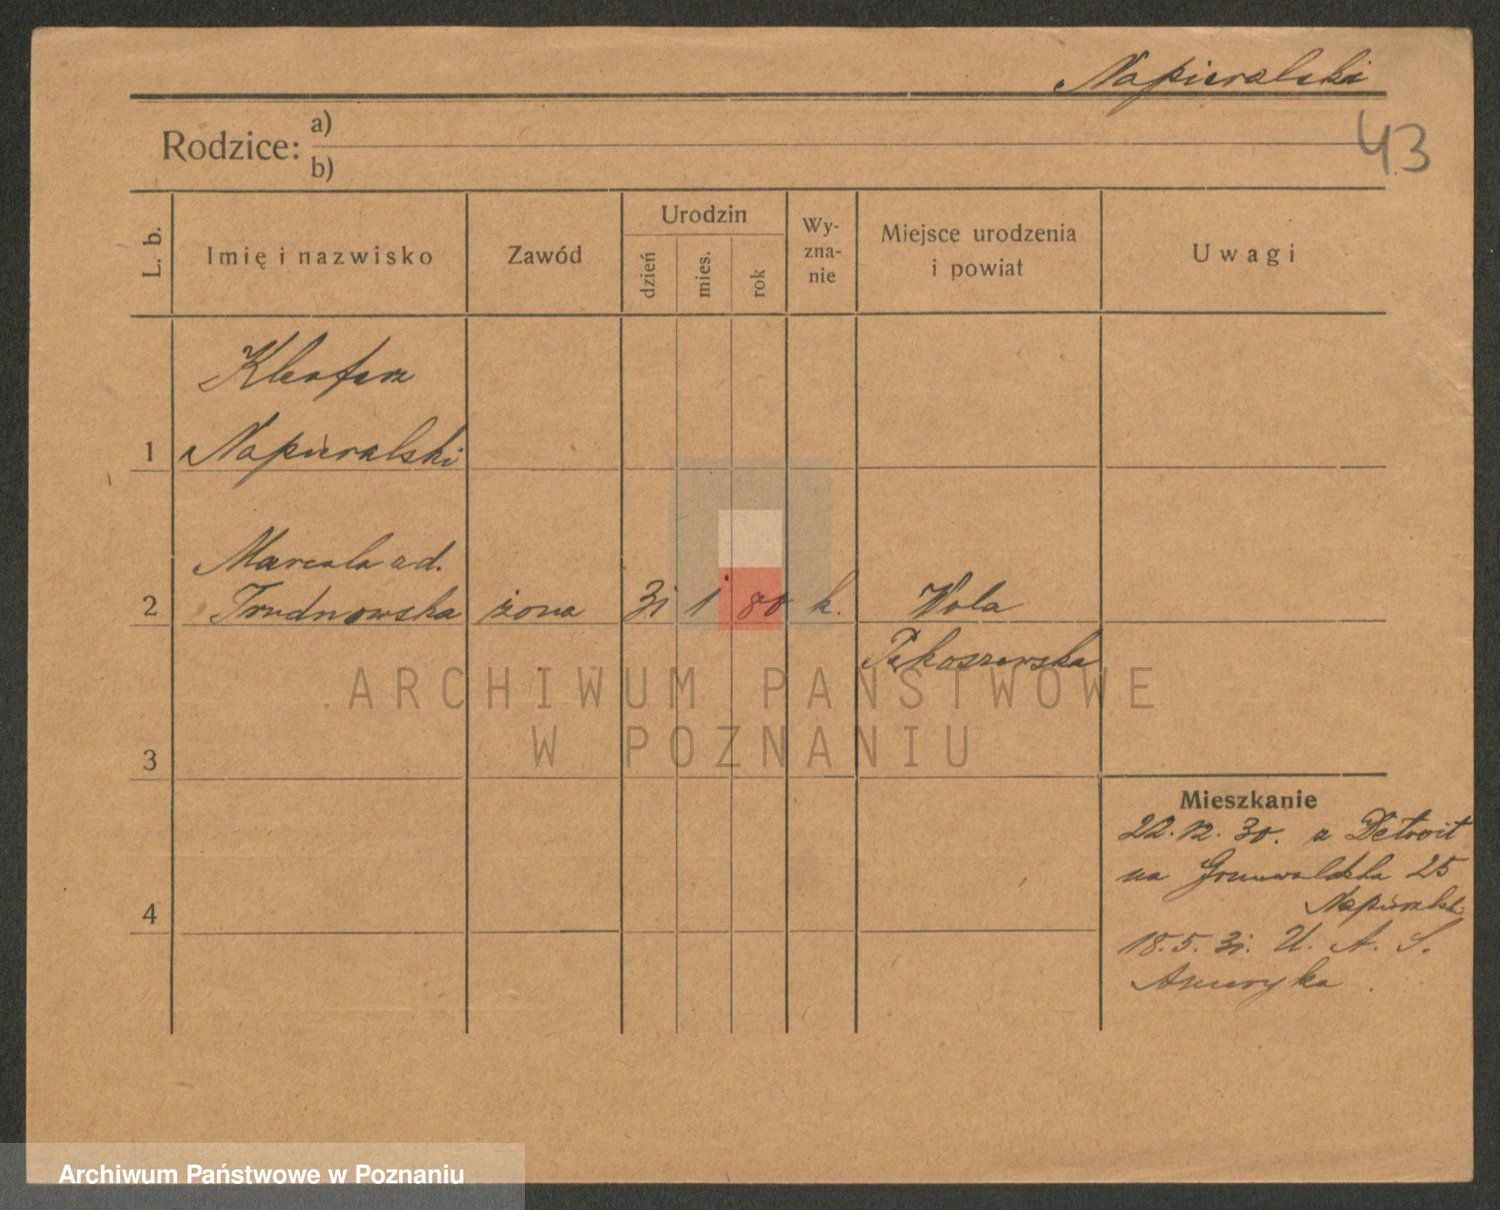 Napieralski
43
Rodzice: a)
b)
L. b.
Imię i nazwisko
Zawód
Urodzin
dzień
mies.
rok
Wy-
zna-
nie
Miejsce urodzenia
i powiat
Uwagi
Kleofas
1 Napieralski
Marcela zd.
2 Trudnowska żona 31 1 80 k. Wola
Pękoszewska
ARCHIWUM PAŃSTWOWE
W POZNANIU
3
Mieszkanie
22.12.30. z Detroit
na Grunwaldzka 25
Napieralski
18.5.31. U. A. S.
Ameryka.
4
Archiwum Państwowe w Poznaniu